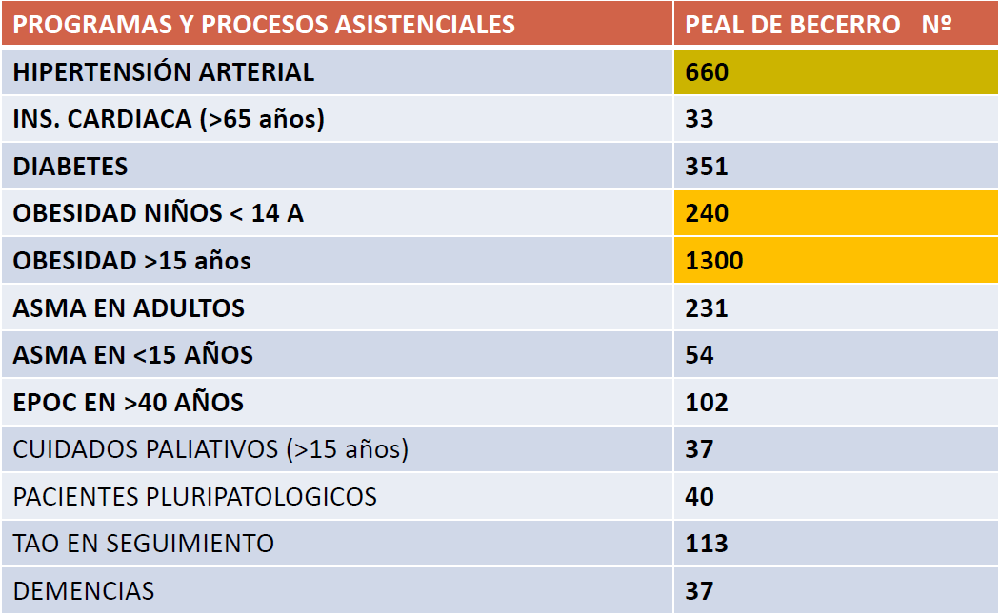 PROGRAMAS Y PROCESOS ASISTENCIALES PEAL DE BECERRO Nº
HIPERTENSIÓN ARTERIAL 660
INS. CARDIACA (>65 años) 33
DIABETES 351
OBESIDAD NIÑOS < 14 A 240
OBESIDAD >15 años 1300
ASMA EN ADULTOS 231
ASMA EN <15 AÑOS 54
EPOC EN >40 AÑOS 102
CUIDADOS PALIATIVOS (>15 años) 37
PACIENTES PLURIPATOLOGICOS 40
TAO EN SEGUIMIENTO 113
DEMENCIAS 37